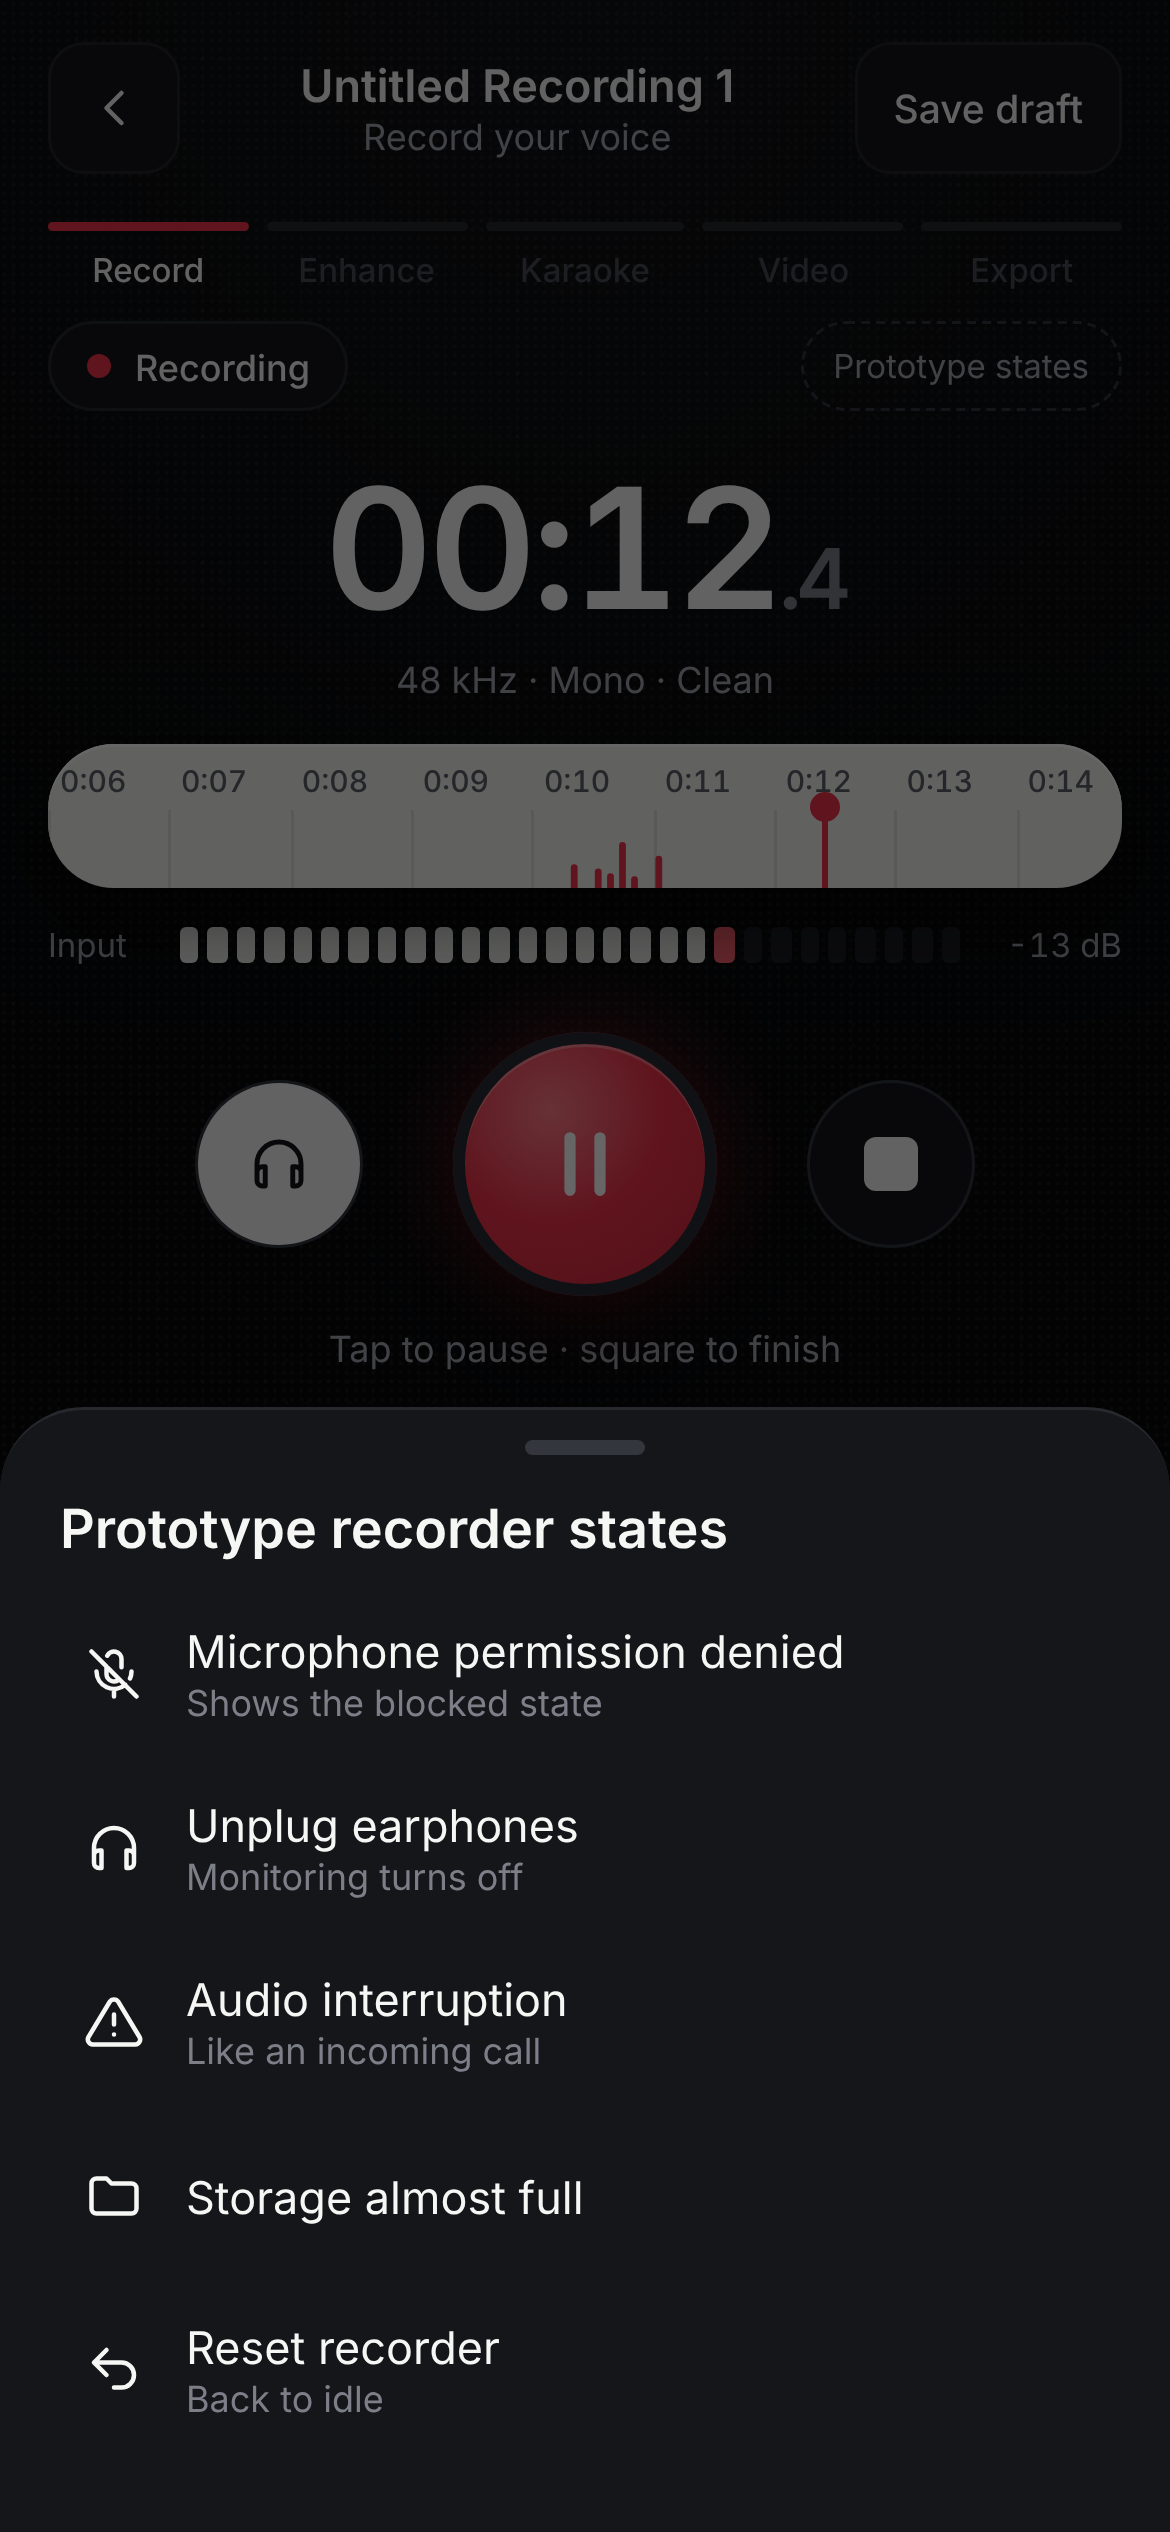 Untitled Recording 1
Record your voice
Save draft
Record
Enhance
Karaoke
Video
Export
Recording
Prototype states
00:12.4
48 kHz · Mono · Clean
0:06 0:07 0:08 0:09 0:10 0:11 0:12 0:13 0:14
Input
-13 dB
Tap to pause · square to finish
Prototype recorder states
Microphone permission denied
Shows the blocked state
Unplug earphones
Monitoring turns off
Audio interruption
Like an incoming call
Storage almost full
Reset recorder
Back to idle